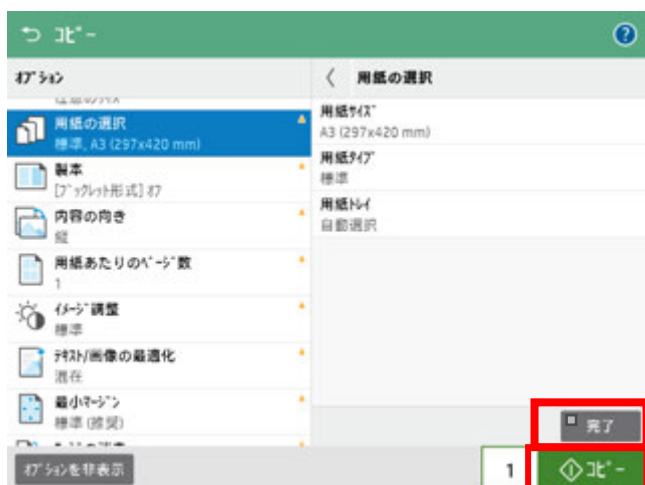 コピー
オプション
用紙の選択
標準, A3 (297x420 mm)
製本
[ブックレット形式] オフ
内容の向き
縦
用紙あたりのページ数
1
イメージ調整
標準
テキスト/画像の最適化
混在
最小マージン
標準 (推奨)
オプションを非表示
用紙の選択
用紙サイズ
A3 (297x420 mm)
用紙タイプ
標準
用紙トレイ
自動選択
完了
1
コピー